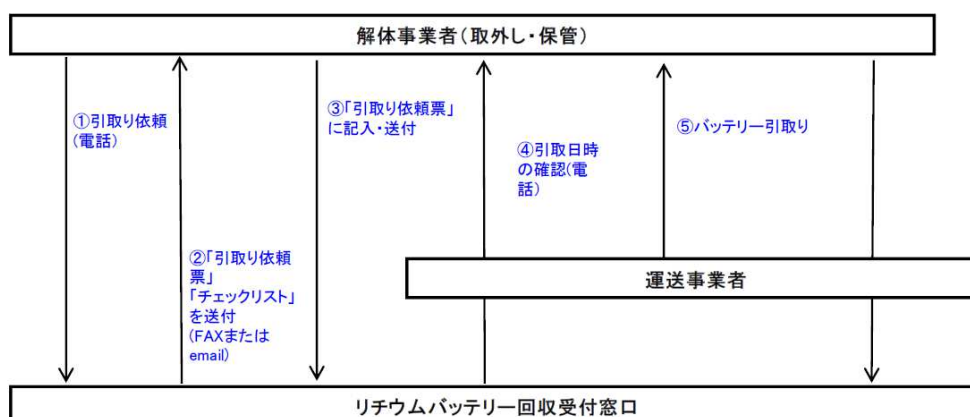 解体事業者(取外し・保管)
①引取り依頼
(電話)
②「引取り依頼
票」
「チェックリスト」
を送付
(FAXまたは
email)
③「引取り依頼票」
に記入・送付
④引取日時
の確認(電
話)
⑤バッテリー引取り
運送事業者
リチウムバッテリー回収受付窓口